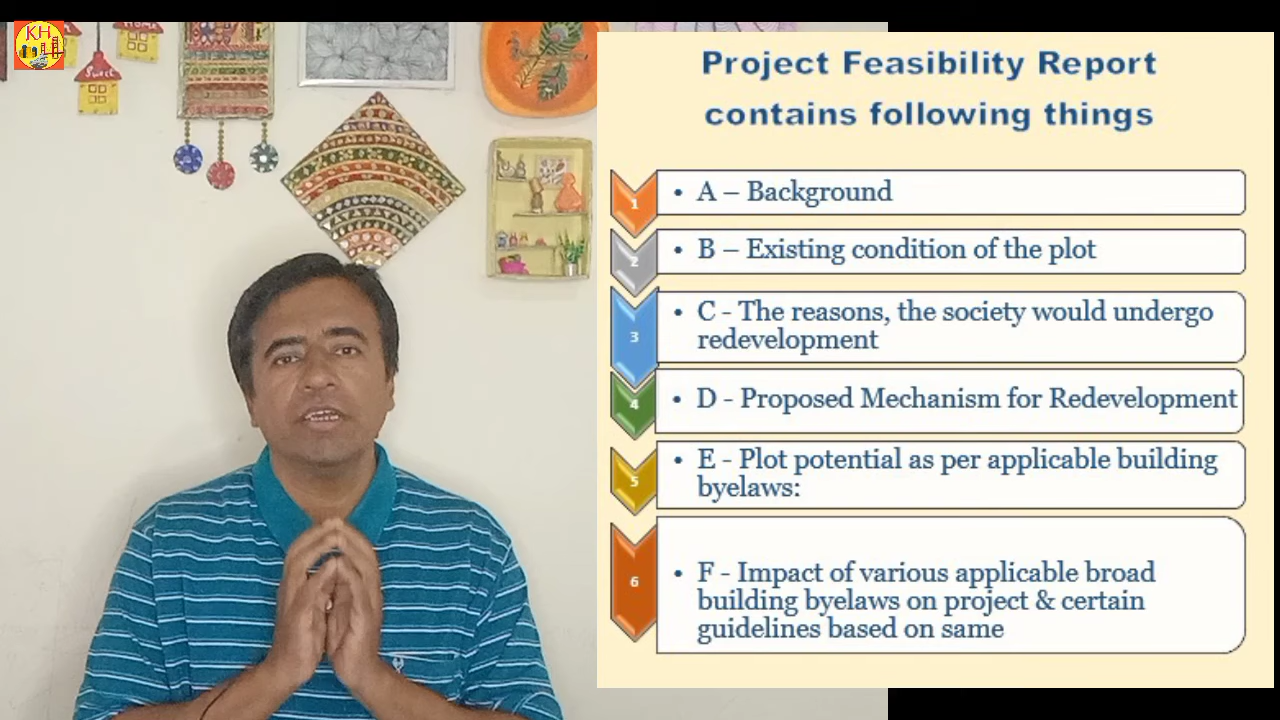 KH
Home
Sweet
Project Feasibility Report
contains following things
1
• A – Background
2
• B – Existing condition of the plot
3
• C - The reasons, the society would undergo
redevelopment
4
• D - Proposed Mechanism for Redevelopment
5
• E - Plot potential as per applicable building
byelaws:
6
• F - Impact of various applicable broad
building byelaws on project & certain
guidelines based on same